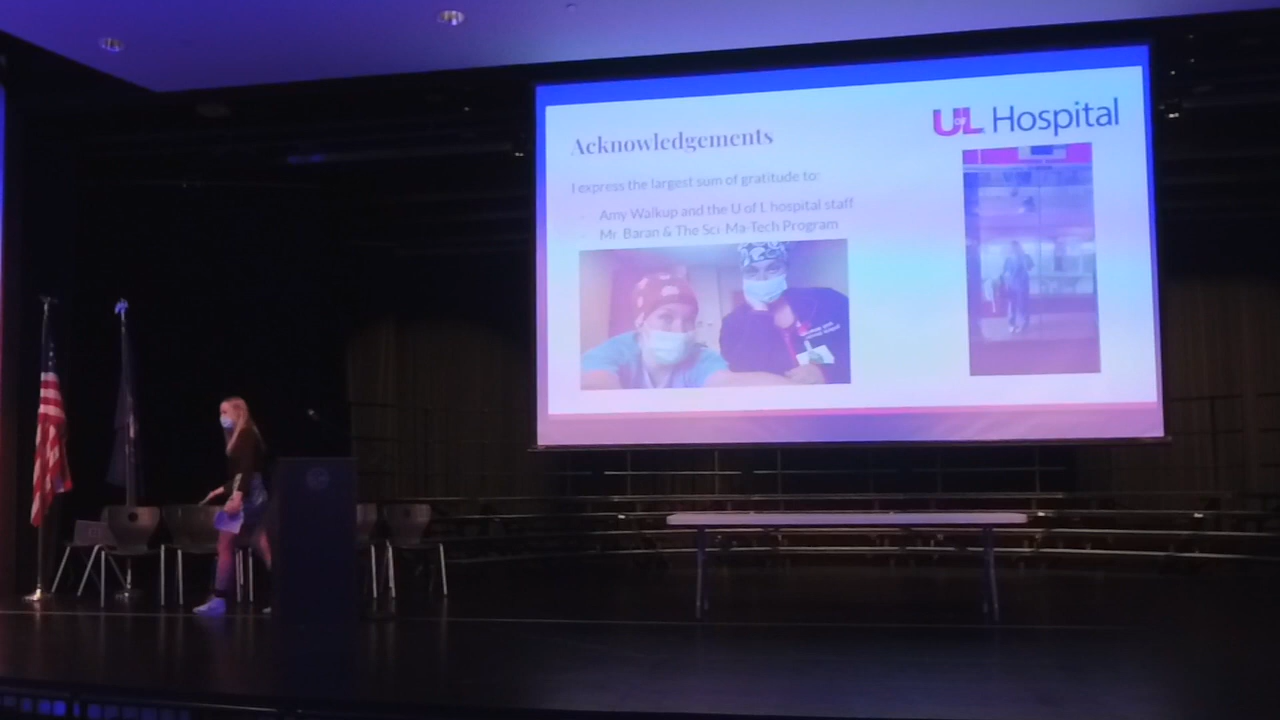 UofL Hospital
Acknowledgements
I express the largest sum of gratitude to:
Amy Walkup and the U of L hospital staff
Mr. Baran & The Sci-Ma-Tech Program